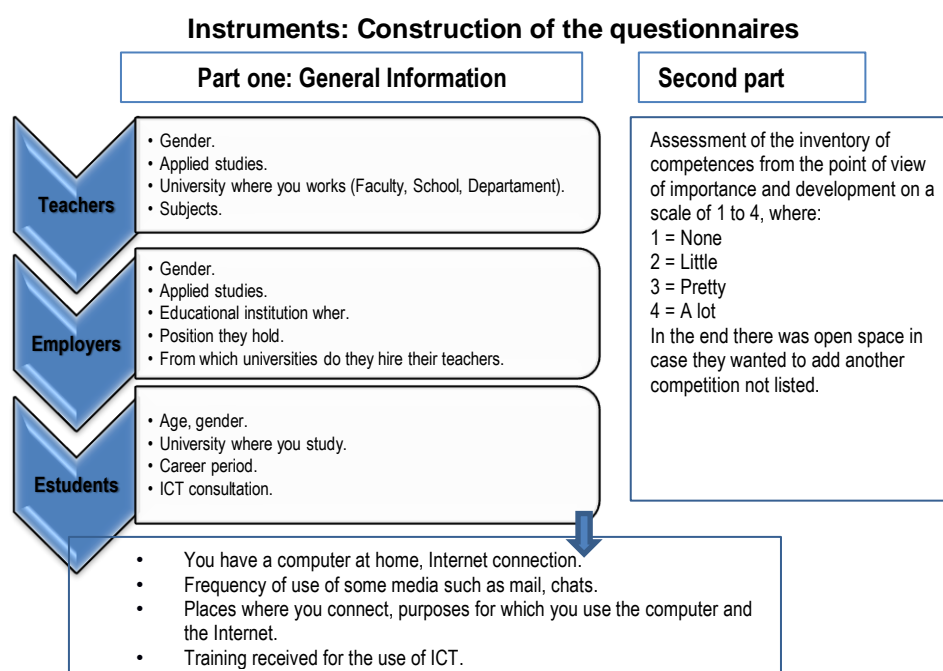 Instruments: Construction of the questionnaires
Part one: General Information
Second part
Teachers
• Gender.
• Applied studies.
• University where you works (Faculty, School, Departament).
• Subjects.
Employers
• Gender.
• Applied studies.
• Educational institution wher.
• Position they hold.
• From which universities do they hire their teachers.
Estudents
• Age, gender.
• University where you study.
• Career period.
• ICT consultation.
Assessment of the inventory of
competences from the point of view
of importance and development on a
scale of 1 to 4, where:
1 = None
2 = Little
3 = Pretty
4 = A lot
In the end there was open space in
case they wanted to add another
competition not listed.
• You have a computer at home, Internet connection.
• Frequency of use of some media such as mail, chats.
• Places where you connect, purposes for which you use the computer and
the Internet.
• Training received for the use of ICT.